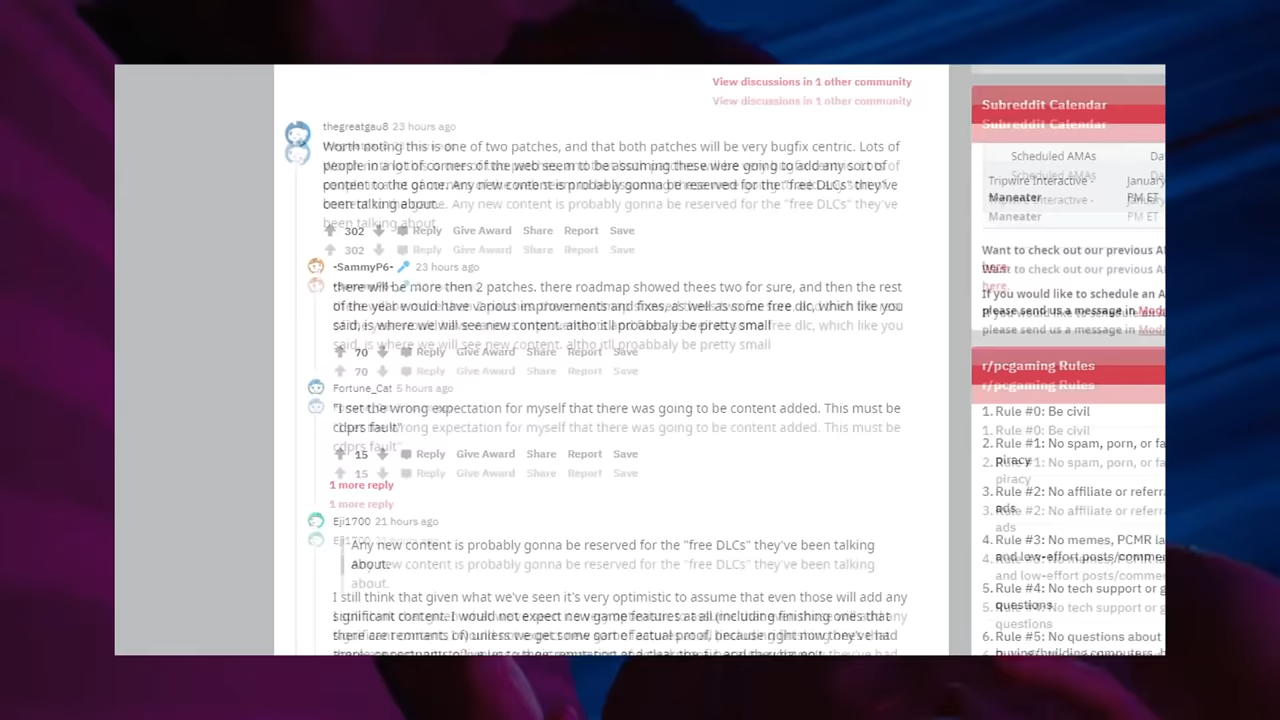 View discussions in 1 other community
thegreatgau8 23 hours ago
Worth noting this is one of two patches, and that both patches will be very bugfix centric. Lots of
people in a lot of corners of the web seem to be assuming these were going to add any sort of
content to the game. Any new content is probably gonna be reserved for the "free DLCs" they've
been talking about.
302 Reply Give Award Share Report Save
-SammyP6- 23 hours ago
there will be more then 2 patches. there roadmap showed thees two for sure, and then the rest
of the year would have various improvements and fixes, as well as some free dlc, which like you
said, is where we will see new content. altho itll proabbaly be pretty small
70 Reply Give Award Share Report Save
Fortune_Cat 5 hours ago
"I set the wrong expectation for myself that there was going to be content added. This must be
cdprs fault"
15 Reply Give Award Share Report Save
1 more reply
Eji1700 21 hours ago
Any new content is probably gonna be reserved for the "free DLCs" they've been talking
about.
I still think that given what we've seen it's very optimistic to assume that even those will add any
significant content. I would not expect new game features at all (including finishing ones that
there are remnants of) unless we get some sort of actual proof, because right now they've had
Subreddit Calendar
Scheduled AMAs Da
Tripwire Interactive - January
Maneater PM ET
Want to check out our previous A
here.
If you would like to schedule an A
please send us a message in Mod
r/pcgaming Rules
1. Rule #0: Be civil
2. Rule #1: No spam, porn, or fa
piracy
3. Rule #2: No affiliate or referra
ads
4. Rule #3: No memes, PCMR la
and low-effort posts/comme
5. Rule #4: No tech support or g
questions
6. Rule #5: No questions about
buying/building computers, h